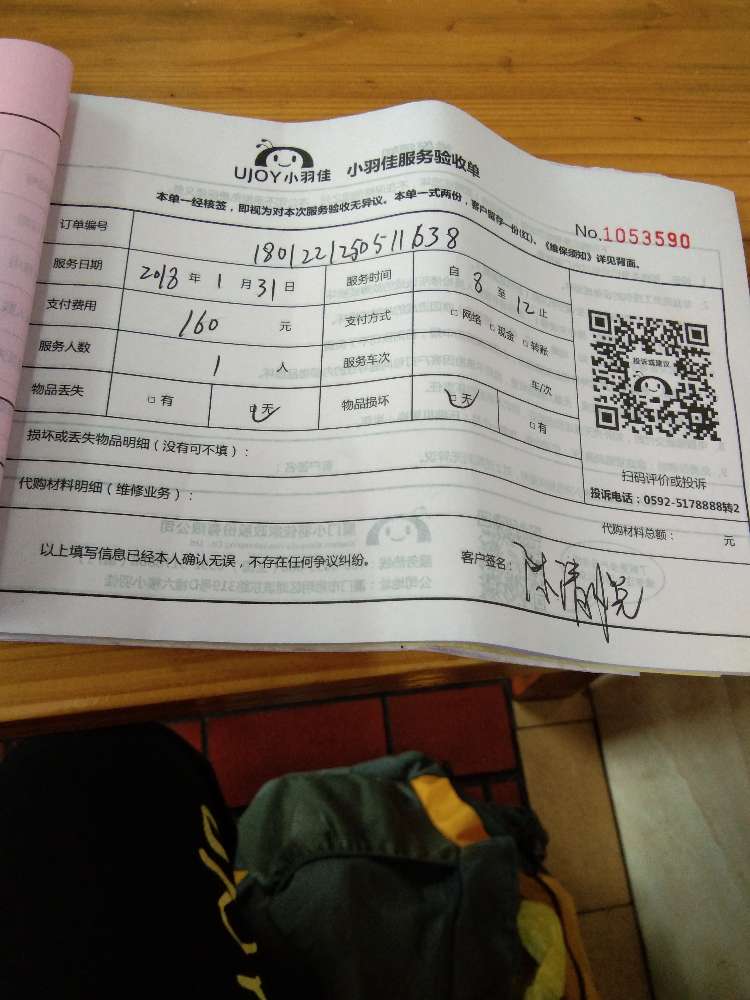 UJOY小羽佳 小羽佳服务验收单
本单一经核签，即视为对本次服务验收无异议。本单一式两份，客户留存一份(红)、《维保须知》详见背面。
No.1053590
订单编号 1801221250511638
服务日期 2018 年 1 月 31 日 服务时间 自 8 至 12 止
支付费用 160 元 支付方式 □ 网络 □ 现金 □ 转账
服务人数 1 人 服务车次 车/次
物品丢失 □ 有 □ 无 物品损坏 □ 无 □ 有
投诉或建议
扫码评价或投诉
投诉电话：0592-5178888转2
损坏或丢失物品明细（没有可不填）：
代购材料明细（维修业务）： 代购材料总额： 元
以上填写信息已经本人确认无误，不存在任何争议纠纷。 客户签名：